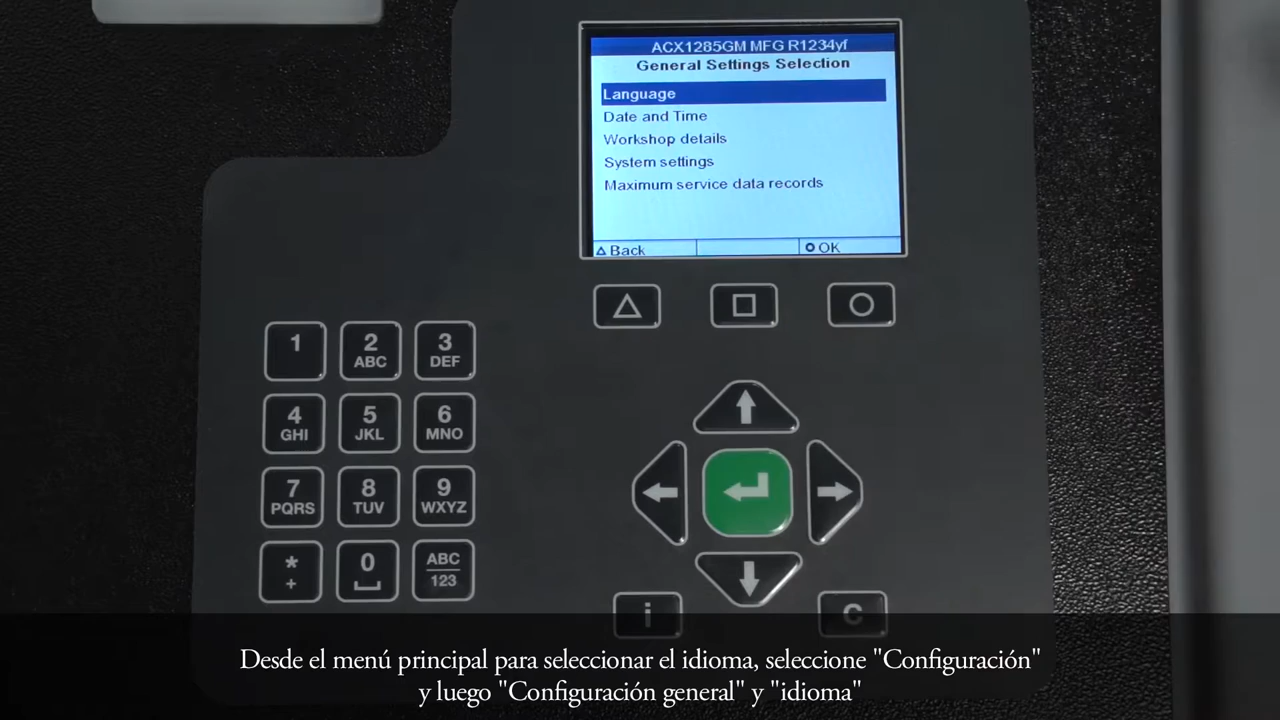 ACX1285GM MFG R1234yf
General Settings Selection
Language
Date and Time
Workshop details
System settings
Maximum service data records
Back
OK
1
2
ABC
3
DEF
4
GHI
5
JKL
6
MNO
7
PQRS
8
TUV
9
WXYZ
*
+
0
ABC
123
i
C
Desde el menú principal para seleccionar el idioma, seleccione "Configuración"
y luego "Configuración general" y "idioma"